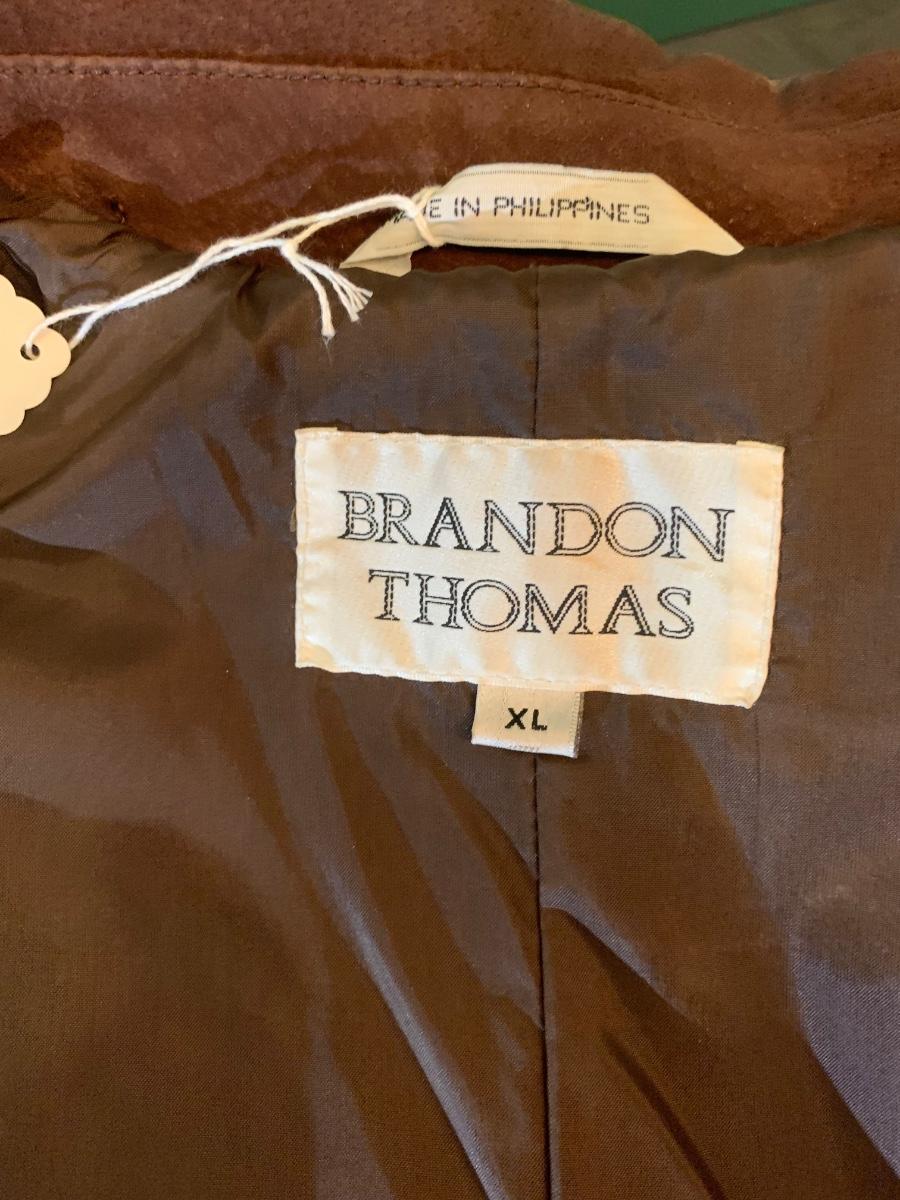 E IN PHILIPPINES
BRANDON
THOMAS
XL